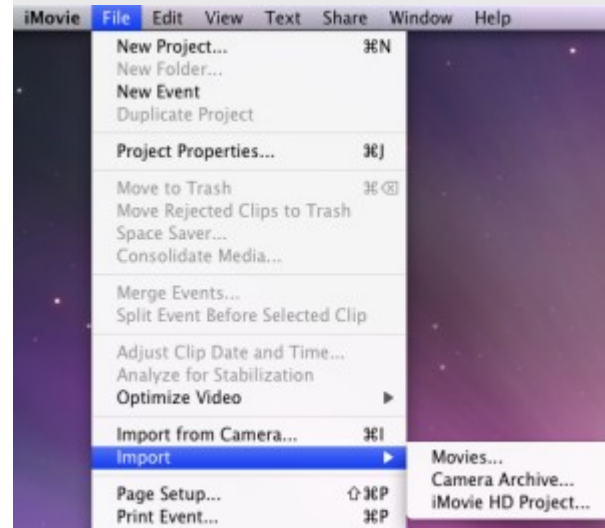 iMovie File Edit View Text Share Window Help
New Project... ⌘N
New Folder...
New Event
Duplicate Project
Project Properties... ⌘J
Move to Trash ⌘⌫
Move Rejected Clips to Trash
Space Saver...
Consolidate Media...
Merge Events...
Split Event Before Selected Clip
Adjust Clip Date and Time...
Analyze for Stabilization
Optimize Video ▶
Import from Camera... ⌘I
Import ▶
Movies...
Camera Archive...
iMovie HD Project...
Page Setup... ⇧⌘P
Print Event... ⌘P